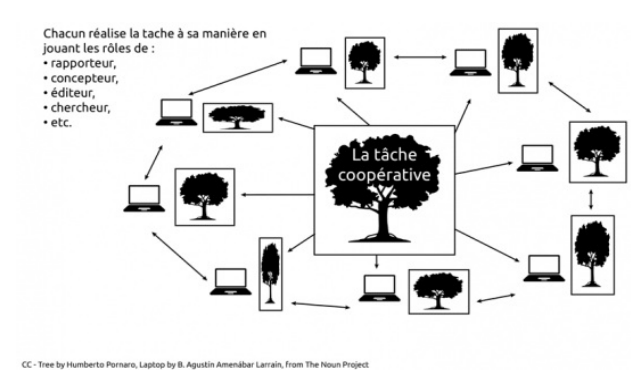 Chacun réalise la tache à sa manière en
jouant les rôles de :
• rapporteur,
• concepteur,
• éditeur,
• chercheur,
• etc.
La tâche
coopérative
CC - Tree by Humberto Pornaro, Laptop by B. Agustín Amenábar Larraín, from The Noun Project